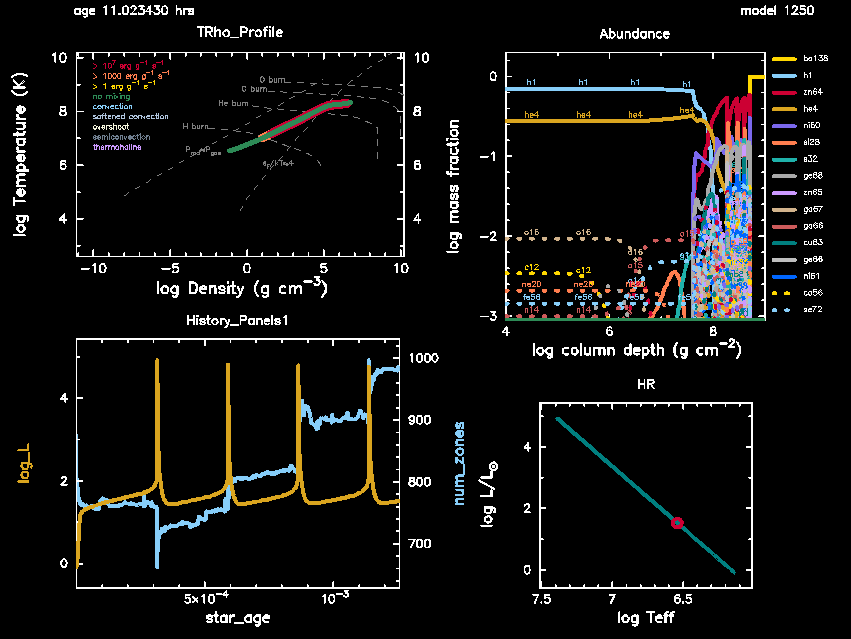 age 11.023430 hrs
model 1250
TRho_Profile
> 10⁷ erg g⁻¹ s⁻¹
> 1000 erg g⁻¹ s⁻¹
> 1 erg g⁻¹ s⁻¹
no mixing
convection
softened convection
overshoot
semiconvection
thermohaline
O burn
C burn
He burn
H burn
log Temperature (K)
10
8
6
4
10
8
6
4
−10
−5
0
5
10
log Density (g cm⁻³)
Abundance
log mass fraction
0
−1
−2
−3
h1
h1
h1
h1
he4
he4
he4
he4
o16
o16
o16
c12
c12
ne20
ne20
fe56
fe56
n14
n14
4
6
8
log column depth (g cm⁻²)
ba138
h1
zn64
he4
ni60
si28
s32
ge68
zn65
ga67
ga66
cu63
ge66
ni61
co56
se72
History_Panels1
log_L
4
2
0
1000
900
800
700
num_zones
5×10⁻⁴
10⁻³
star_age
HR
log L/L☉
4
2
0
7.5
7
6.5
log Teff